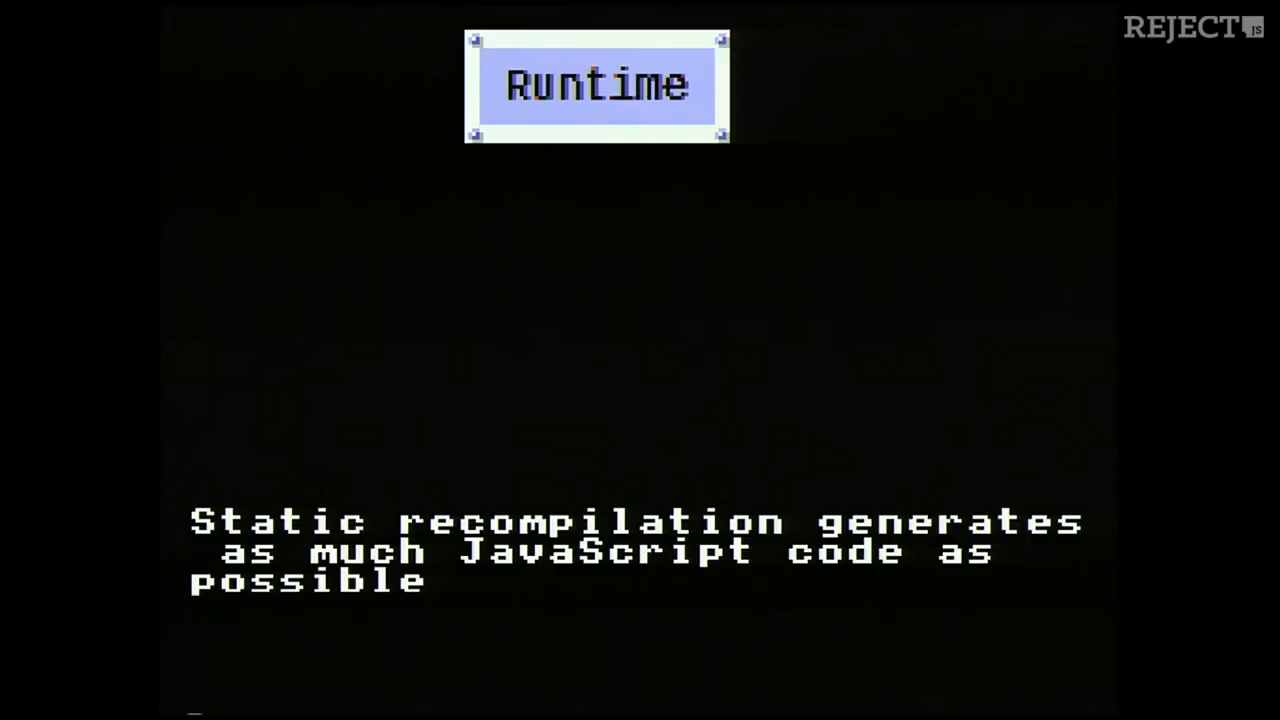 REJECT JS
Runtime
Static recompilation generates
as much JavaScript code as
possible